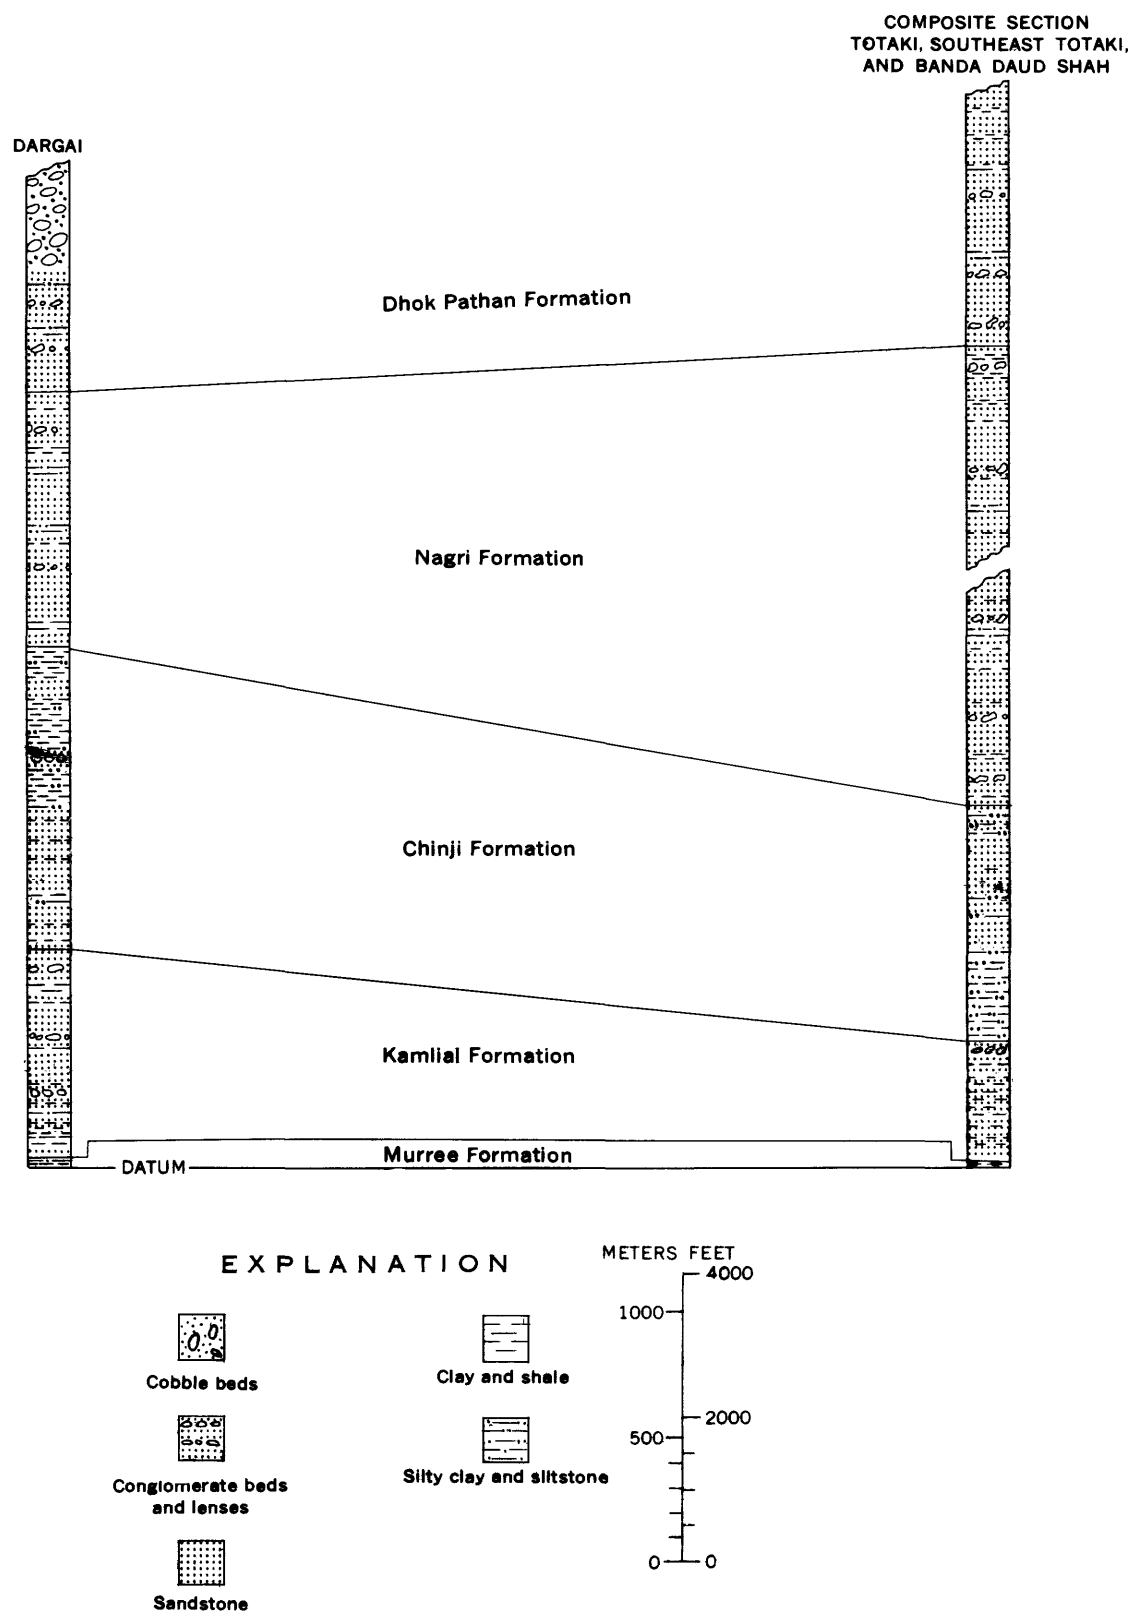 COMPOSITE SECTION
TOTAKI, SOUTHEAST TOTAKI,
AND BANDA DAUD SHAH
DARGAI
Dhok Pathan Formation
Nagri Formation
Chinji Formation
Kamlial Formation
Murree Formation
DATUM
EXPLANATION
METERS FEET
4000
1000
2000
500
0 0
Cobble beds
Clay and shale
Conglomerate beds
and lenses
Silty clay and siltstone
Sandstone